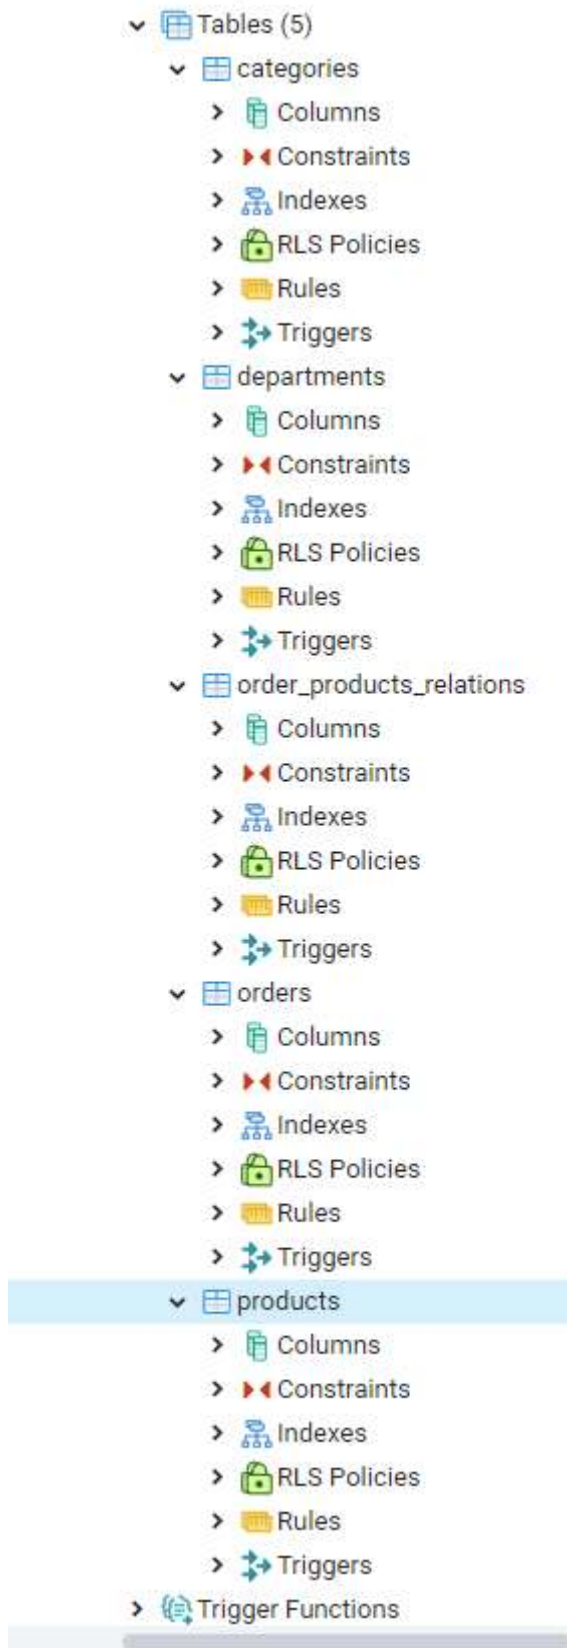 Tables (5)
categories
Columns
Constraints
Indexes
RLS Policies
Rules
Triggers
departments
Columns
Constraints
Indexes
RLS Policies
Rules
Triggers
order_products_relations
Columns
Constraints
Indexes
RLS Policies
Rules
Triggers
orders
Columns
Constraints
Indexes
RLS Policies
Rules
Triggers
products
Columns
Constraints
Indexes
RLS Policies
Rules
Triggers
Trigger Functions